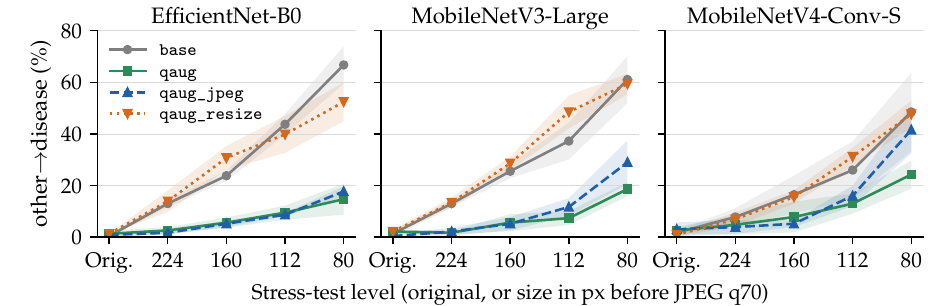 EfficientNet-B0 MobileNetV3-Large MobileNetV4-Conv-S
other→disease (%)
80
60
40
20
0
base
qaug
qaug_jpeg
qaug_resize
Orig. 224 160 112 80 Orig. 224 160 112 80 Orig. 224 160 112 80
Stress-test level (original, or size in px before JPEG q70)